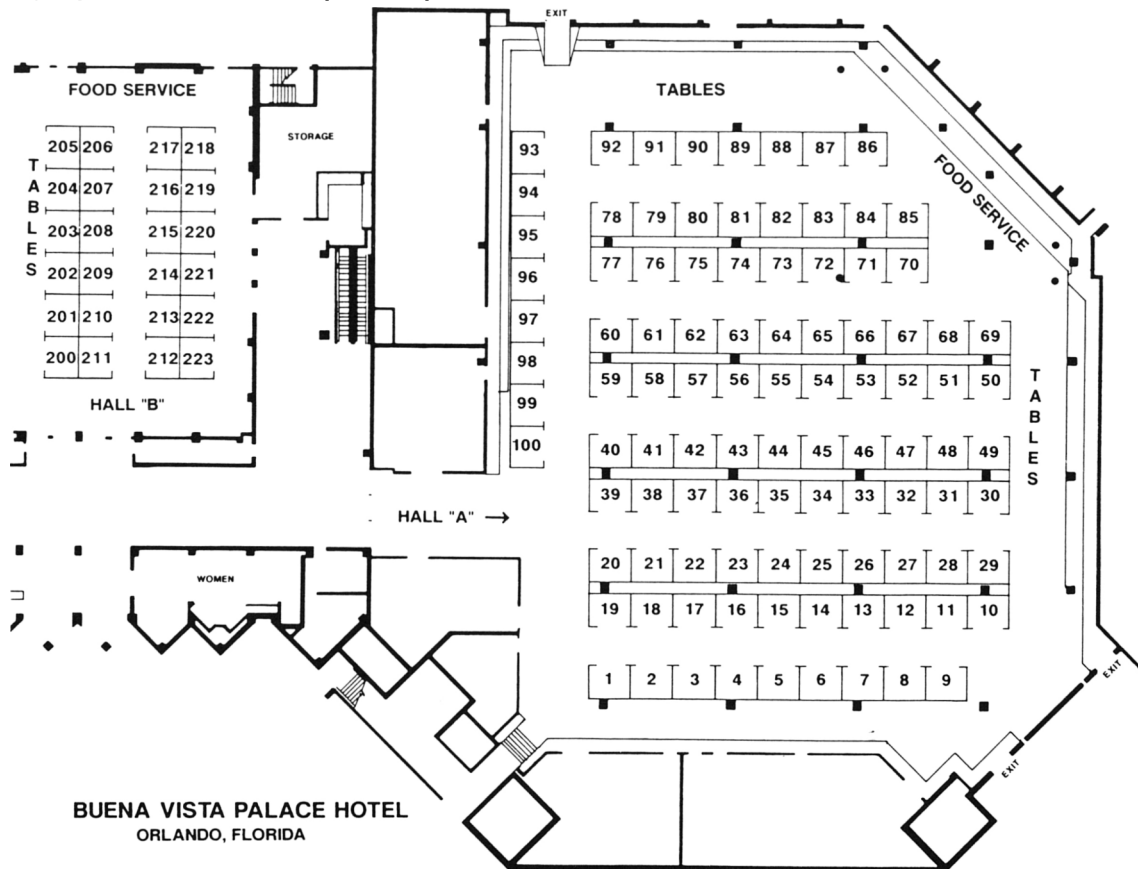 EXIT
FOOD SERVICE
TABLES
STORAGE
205 206 217 218
204 207 216 219
203 208 215 220
202 209 214 221
201 210 213 222
200 211 212 223
TABLES
HALL "B"
93
94
95
96
97
98
99
100
92 91 90 89 88 87 86
FOOD SERVICE
78 79 80 81 82 83 84 85
77 76 75 74 73 72 71 70
60 61 62 63 64 65 66 67 68 69
59 58 57 56 55 54 53 52 51 50
TABLES
40 41 42 43 44 45 46 47 48 49
39 38 37 36 35 34 33 32 31 30
HALL "A" →
20 21 22 23 24 25 26 27 28 29
19 18 17 16 15 14 13 12 11 10
WOMEN
1 2 3 4 5 6 7 8 9
EXIT
EXIT
BUENA VISTA PALACE HOTEL
ORLANDO, FLORIDA